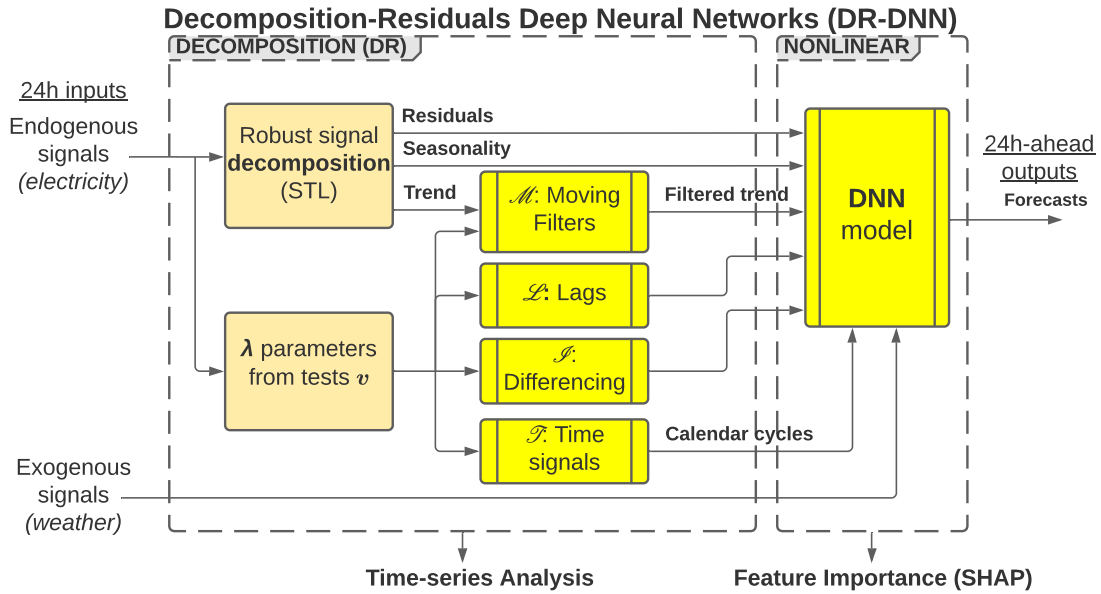 Decomposition-Residuals Deep Neural Networks (DR-DNN)
DECOMPOSITION (DR)
NONLINEAR
24h inputs
Endogenous
signals
(electricity)
Robust signal
decomposition
(STL)
Residuals
Seasonality
Trend
ℳ: Moving
Filters
Filtered trend
DNN
model
24h-ahead
outputs
Forecasts
ℒ: Lags
λ parameters
from tests v
ℐ:
Differencing
𝒯: Time
signals
Calendar cycles
Exogenous
signals
(weather)
Time-series Analysis
Feature Importance (SHAP)